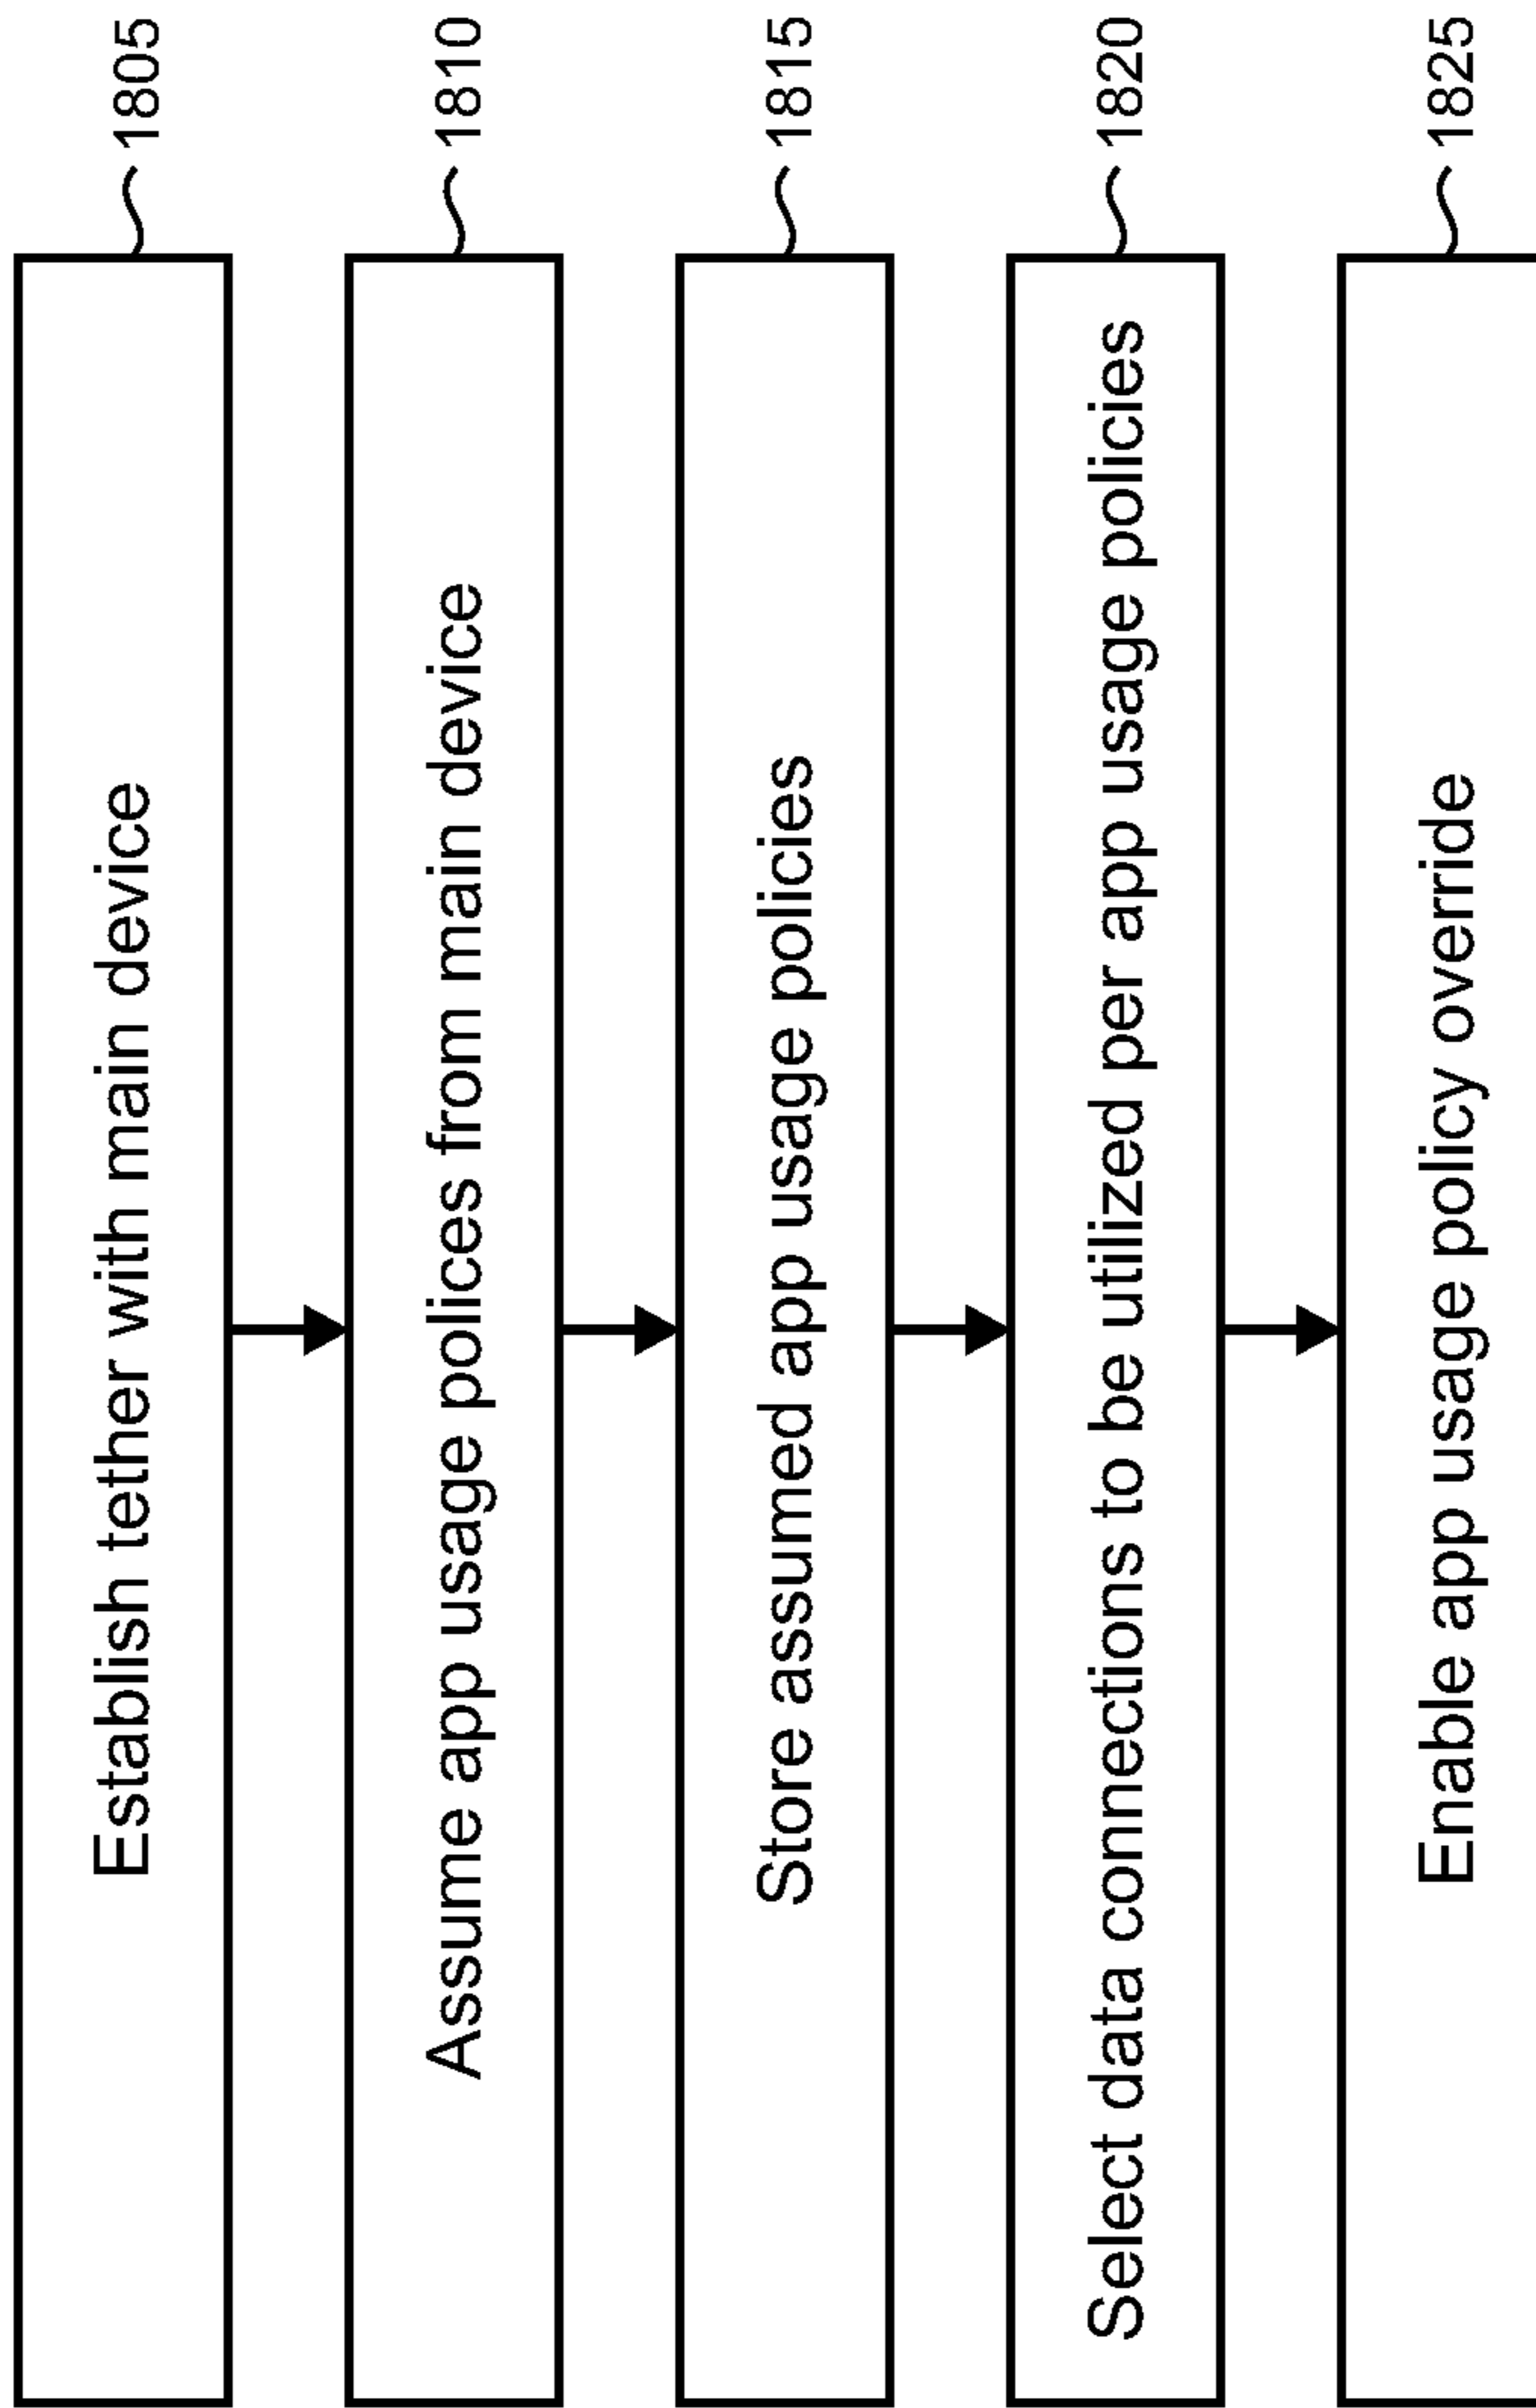 Establish tether with main device
1805
Assume app usage polices from main device
1810
Store assumed app usage policies
1815
Select data connections to be utilized per app usage policies
1820
Enable app usage policy override
1825